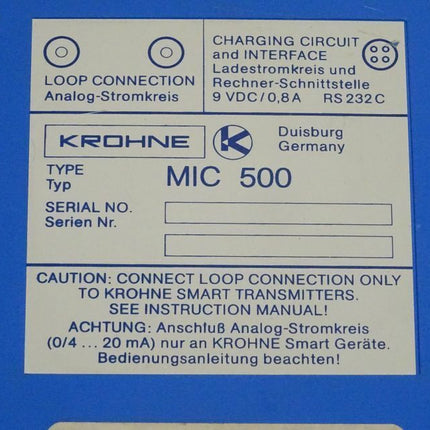 LOOP CONNECTION
Analog-Stromkreis
CHARGING CIRCUIT
and INTERFACE
Ladestromkreis und
Rechner-Schnittstelle
9 VDC/0,8A RS 232 C
KROHNE K Duisburg
Germany
TYPE
Typ
MIC 500
SERIAL NO.
Serien Nr.
CAUTION: CONNECT LOOP CONNECTION ONLY
TO KROHNE SMART TRANSMITTERS.
SEE INSTRUCTION MANUAL!
ACHTUNG: Anschluß Analog-Stromkreis
(0/4 ... 20 mA) nur an KROHNE Smart Geräte.
Bedienungsanleitung beachten!